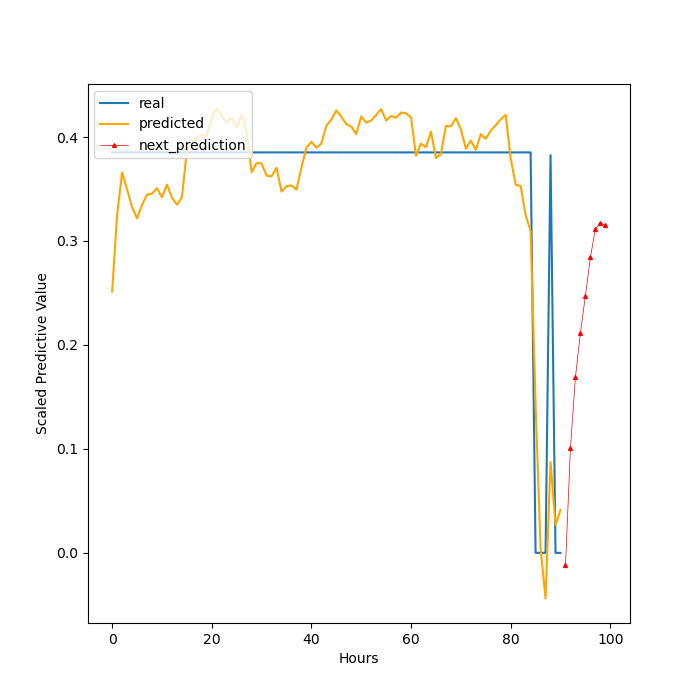 real
predicted
next_prediction
0.4
0.3
0.2
0.1
0.0
Scaled Predictive Value
0 20 40 60 80 100
Hours